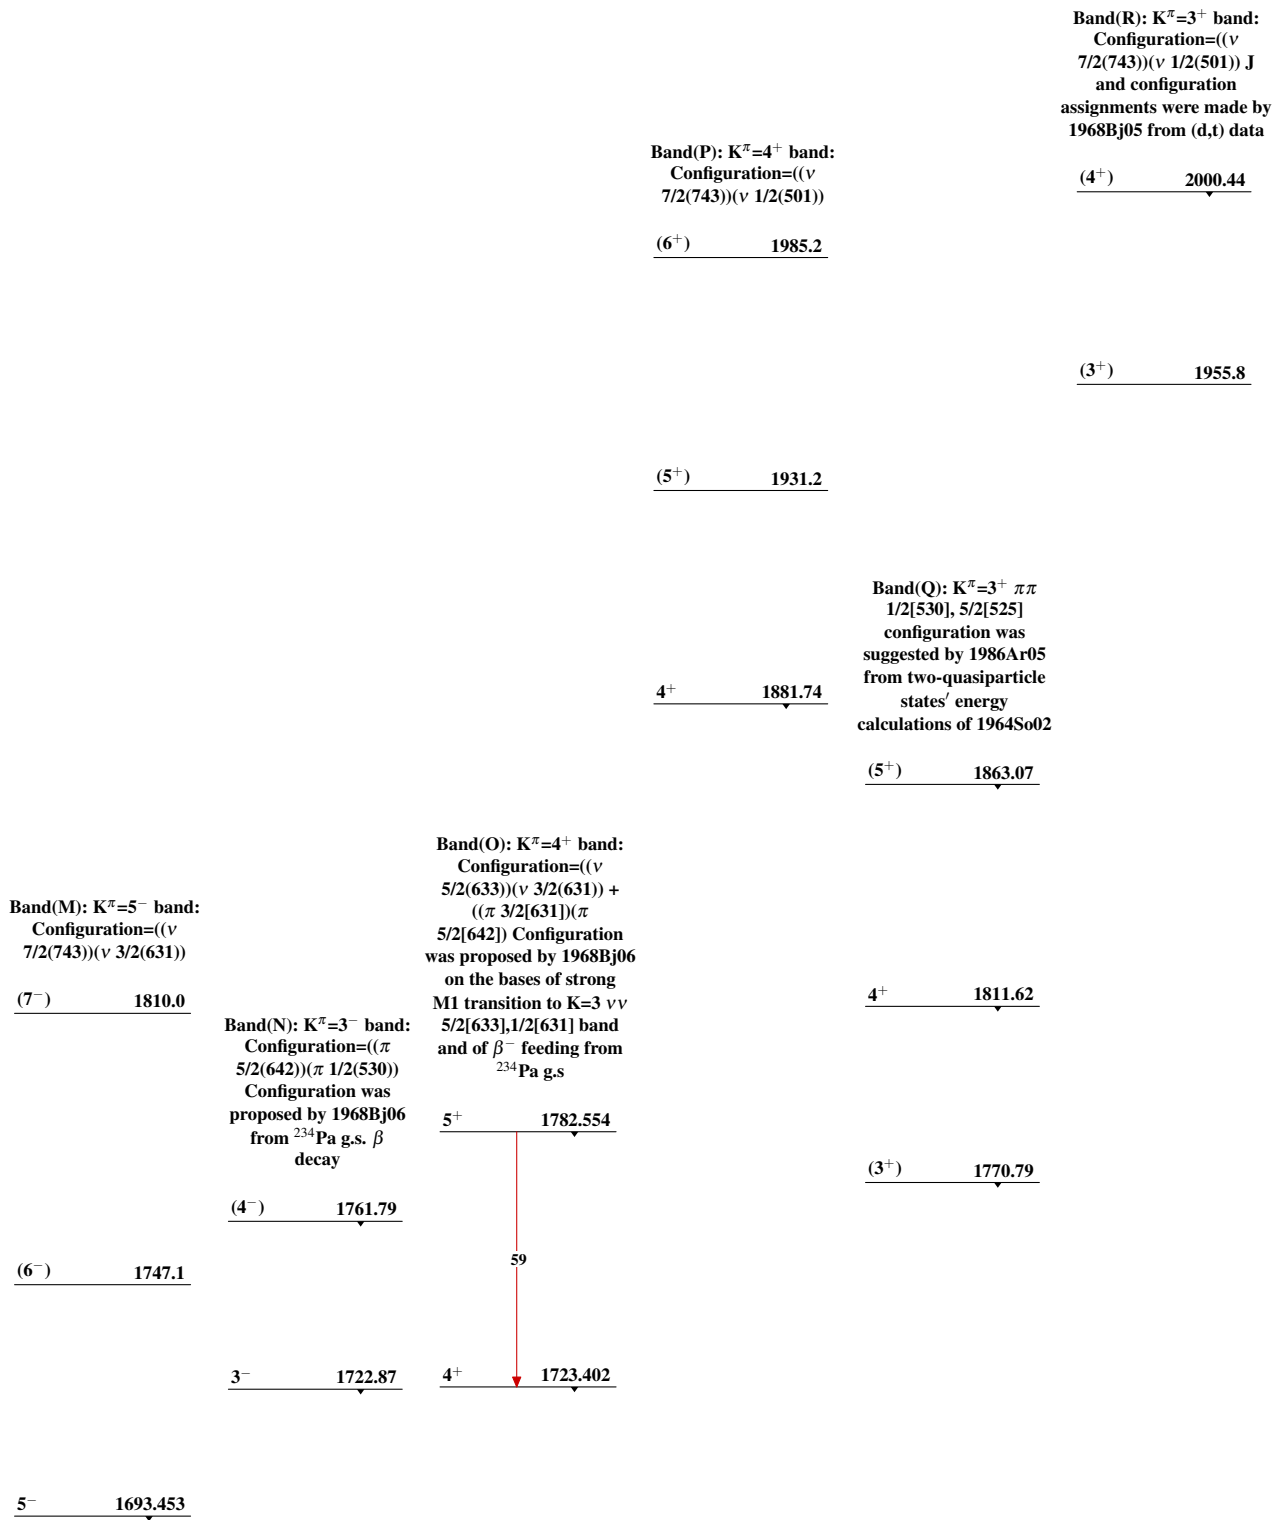 Band(M): K^π=5^− band:
Configuration=((ν
7/2(743))(ν 3/2(631))
(7^−) 1810.0
(6^−) 1747.1
5^− 1693.453
Band(N): K^π=3^− band:
Configuration=((π
5/2(642))(π 1/2(530))
Configuration was
proposed by 1968Bj06
from ^234Pa g.s. β
decay
(4^−) 1761.79
3^− 1722.87
Band(O): K^π=4^+ band:
Configuration=((ν
5/2(633))(ν 3/2(631)) +
((π 3/2[631])(π
5/2[642]) Configuration
was proposed by 1968Bj06
on the bases of strong
M1 transition to K=3 νν
5/2[633],1/2[631] band
and of β^− feeding from
^234Pa g.s
5^+ 1782.554
59
4^+ 1723.402
Band(P): K^π=4^+ band:
Configuration=((ν
7/2(743))(ν 1/2(501))
(6^+) 1985.2
(5^+) 1931.2
4^+ 1881.74
Band(Q): K^π=3^+ ππ
1/2[530], 5/2[525]
configuration was
suggested by 1986Ar05
from two-quasiparticle
states′ energy
calculations of 1964So02
(5^+) 1863.07
4^+ 1811.62
(3^+) 1770.79
Band(R): K^π=3^+ band:
Configuration=((ν
7/2(743))(ν 1/2(501)) J
and configuration
assignments were made by
1968Bj05 from (d,t) data
(4^+) 2000.44
(3^+) 1955.8